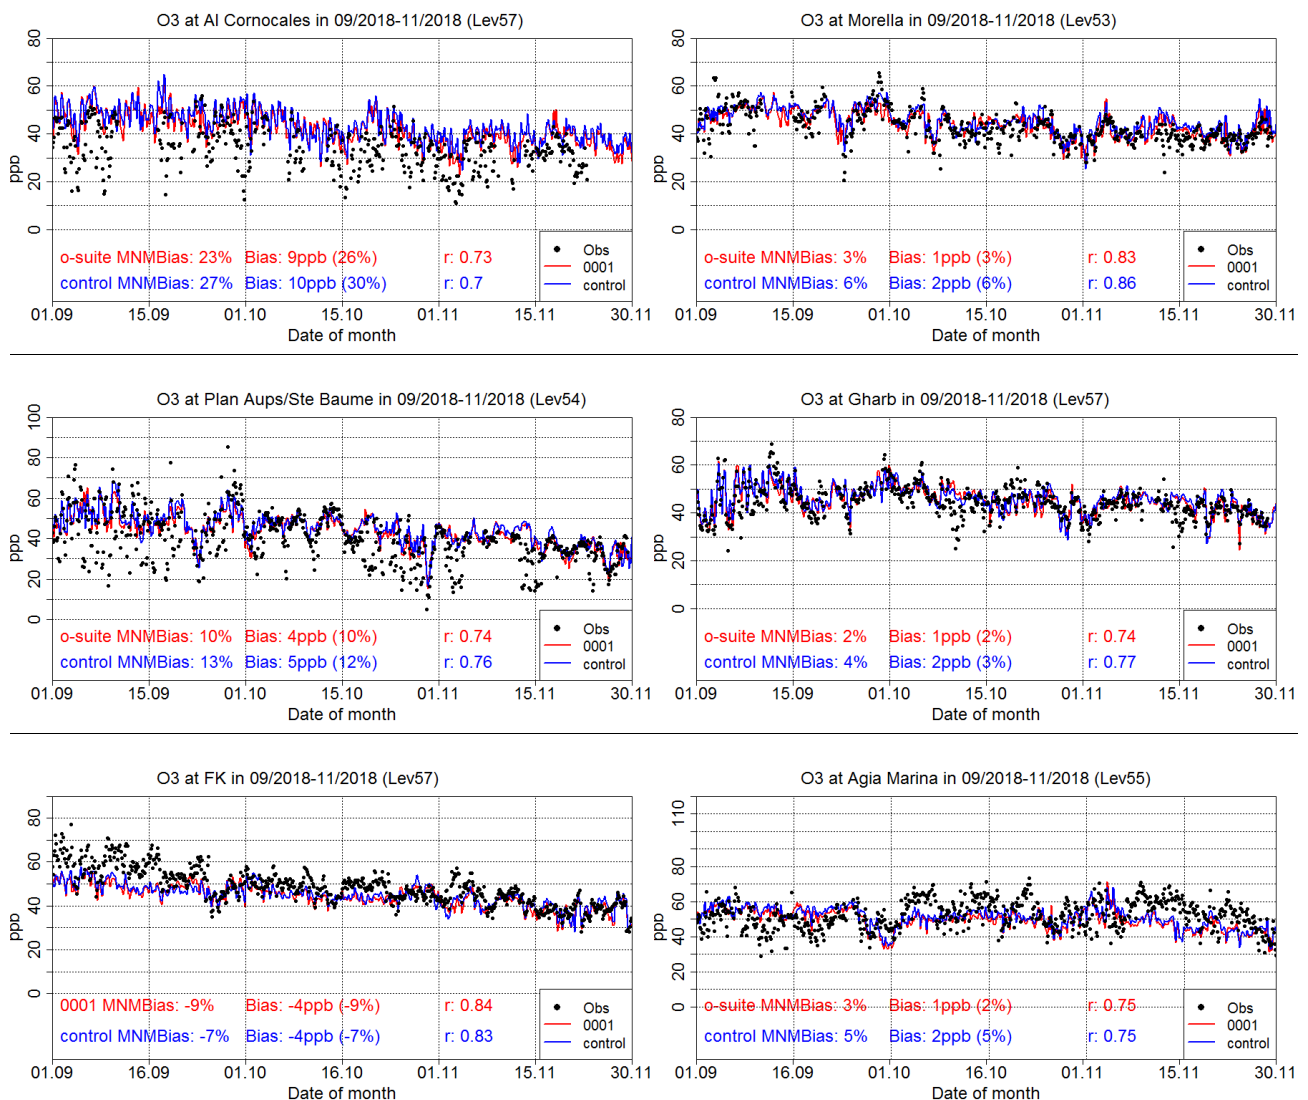 O3 at Al Cornocales in 09/2018-11/2018 (Lev57)
80
60
40
20
0
ppb
o-suite MNMBias: 23% Bias: 9ppb (26%) r: 0.73
control MNMBias: 27% Bias: 10ppb (30%) r: 0.7
Obs
0001
control
01.09 15.09 01.10 15.10 01.11 15.11 30.11
Date of month
O3 at Morella in 09/2018-11/2018 (Lev53)
80
60
40
20
0
ppb
o-suite MNMBias: 3% Bias: 1ppb (3%) r: 0.83
control MNMBias: 6% Bias: 2ppb (6%) r: 0.86
Obs
0001
control
01.09 15.09 01.10 15.10 01.11 15.11 30.11
Date of month
O3 at Plan Aups/Ste Baume in 09/2018-11/2018 (Lev54)
100
80
60
40
20
0
ppb
o-suite MNMBias: 10% Bias: 4ppb (10%) r: 0.74
control MNMBias: 13% Bias: 5ppb (12%) r: 0.76
Obs
0001
control
01.09 15.09 01.10 15.10 01.11 15.11 30.11
Date of month
O3 at Gharb in 09/2018-11/2018 (Lev57)
80
60
40
20
0
ppb
o-suite MNMBias: 2% Bias: 1ppb (2%) r: 0.74
control MNMBias: 4% Bias: 2ppb (3%) r: 0.77
Obs
0001
control
01.09 15.09 01.10 15.10 01.11 15.11 30.11
Date of month
O3 at FK in 09/2018-11/2018 (Lev57)
80
60
40
20
0
ppb
0001 MNMBias: -9% Bias: -4ppb (-9%) r: 0.84
control MNMBias: -7% Bias: -4ppb (-7%) r: 0.83
Obs
0001
control
01.09 16.09 01.10 16.10 01.11 15.11 30.11
Date of month
O3 at Agia Marina in 09/2018-11/2018 (Lev55)
110
80
60
40
20
0
ppb
o-suite MNMBias: 3% Bias: 1ppb (2%) r: 0.75
control MNMBias: 5% Bias: 2ppb (5%) r: 0.75
Obs
0001
control
01.09 16.09 01.10 16.10 01.11 15.11 30.11
Date of month